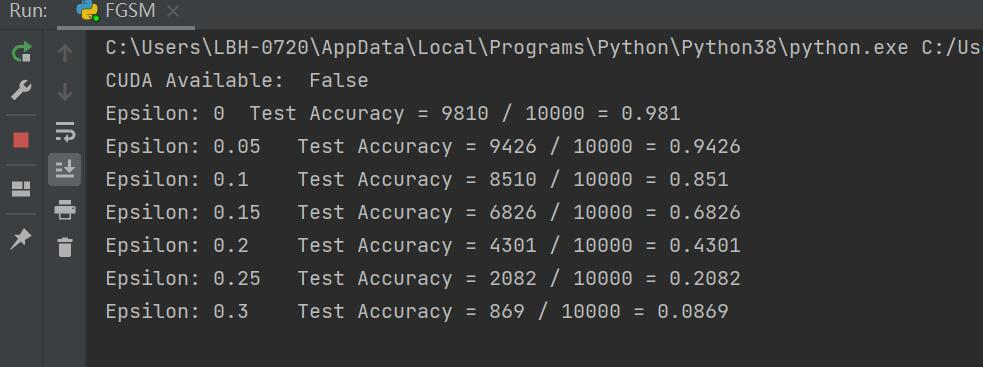 Run: FGSM
C:\Users\LBH-0720\AppData\Local\Programs\Python\Python38\python.exe C:/Use
CUDA Available:  False
Epsilon: 0  Test Accuracy = 9810 / 10000 = 0.981
Epsilon: 0.05   Test Accuracy = 9426 / 10000 = 0.9426
Epsilon: 0.1    Test Accuracy = 8510 / 10000 = 0.851
Epsilon: 0.15   Test Accuracy = 6826 / 10000 = 0.6826
Epsilon: 0.2    Test Accuracy = 4301 / 10000 = 0.4301
Epsilon: 0.25   Test Accuracy = 2082 / 10000 = 0.2082
Epsilon: 0.3    Test Accuracy = 869 / 10000 = 0.0869